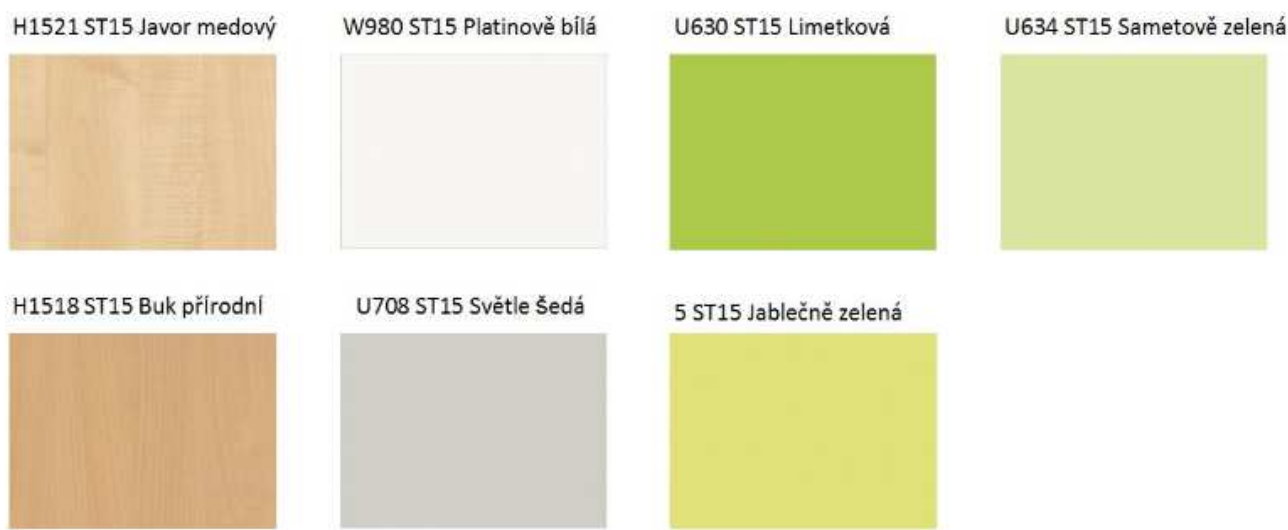 H1521 ST15 Javor medový
W980 ST15 Platinově bílá
U630 ST15 Limetková
U634 ST15 Sametově zelená
H1518 ST15 Buk přírodní
U708 ST15 Světle šedá
5 ST15 Jablečně zelená